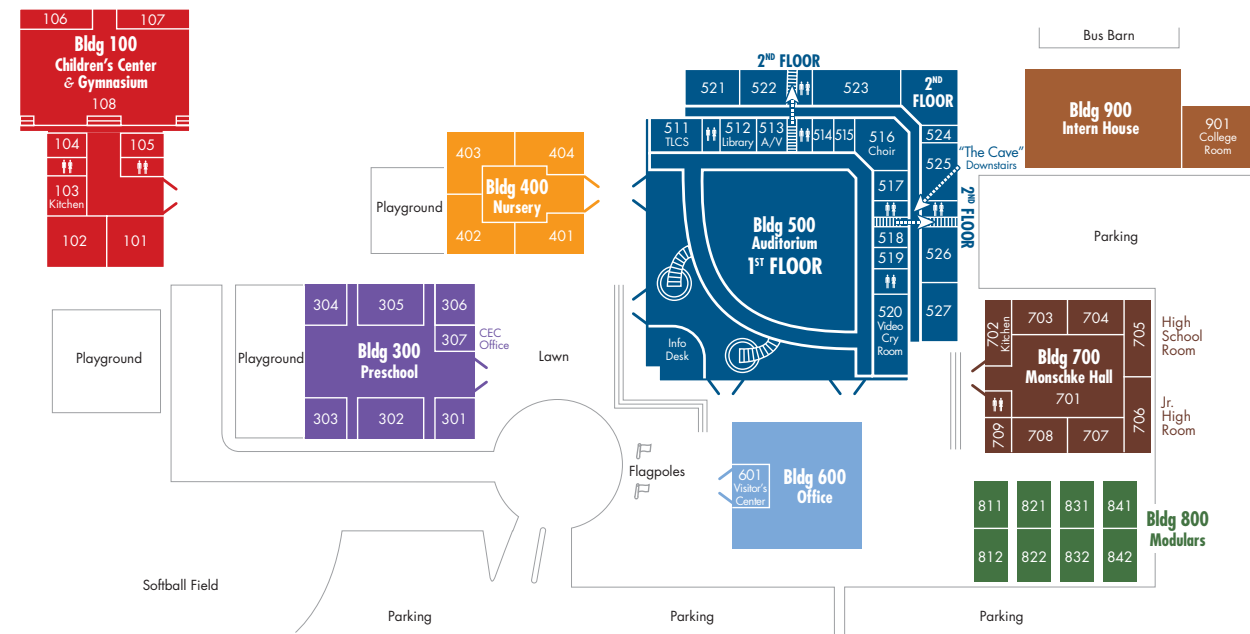 106
107
Bldg 100
Children's Center
& Gymnasium
108
104
105
103
Kitchen
102
101
Playground
403
404
Bldg 400
Nursery
402
401
2ND FLOOR
521
522
523
2ND
FLOOR
511
TLCS
512
Library
513
A/V
514
515
516
Choir
524
525
"The Cave"
Downstairs
517
2ND FLOOR
518
519
526
520
Video
Cry
Room
527
Bldg 500
Auditorium
1ST FLOOR
Info
Desk
Bus Barn
Bldg 900
Intern House
901
College
Room
Parking
Playground
Playground
304
305
306
307
CEC
Office
Bldg 300
Preschool
303
302
301
Lawn
Flagpoles
601
Visitor's
Center
Bldg 600
Office
702
Kitchen
703
704
705
High
School
Room
Bldg 700
Monschke Hall
701
709
708
707
706
Jr.
High
Room
811
821
831
841
Bldg 800
Modulars
812
822
832
842
Softball Field
Parking
Parking
Parking